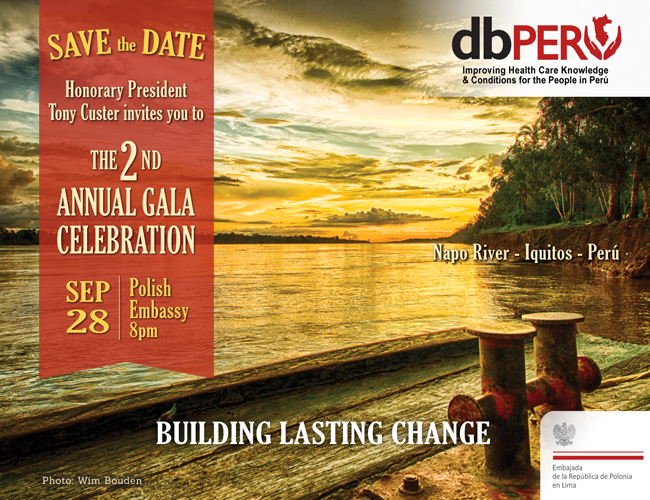 SAVE the DATE
Honorary President
Tony Custer invites you to
THE 2ND
ANNUAL GALA
CELEBRATION
SEP
28
Polish
Embassy
8pm
dbPERU
Improving Health Care Knowledge
& Conditions for the People in Perú
Napo River - Iquitos - Perú
BUILDING LASTING CHANGE
Embajada
de la República de Polonia
en Lima
Photo: Wim Bouden